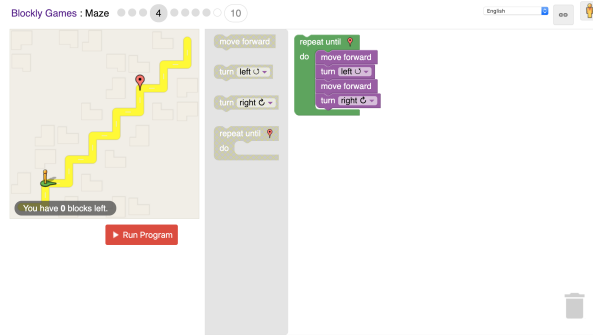 Blockly Games : Maze
4
10
English
move forward
turn left ↺
turn right ↻
repeat until
do
repeat until
do
move forward
turn left ↺
move forward
turn right ↻
You have 0 blocks left.
Run Program